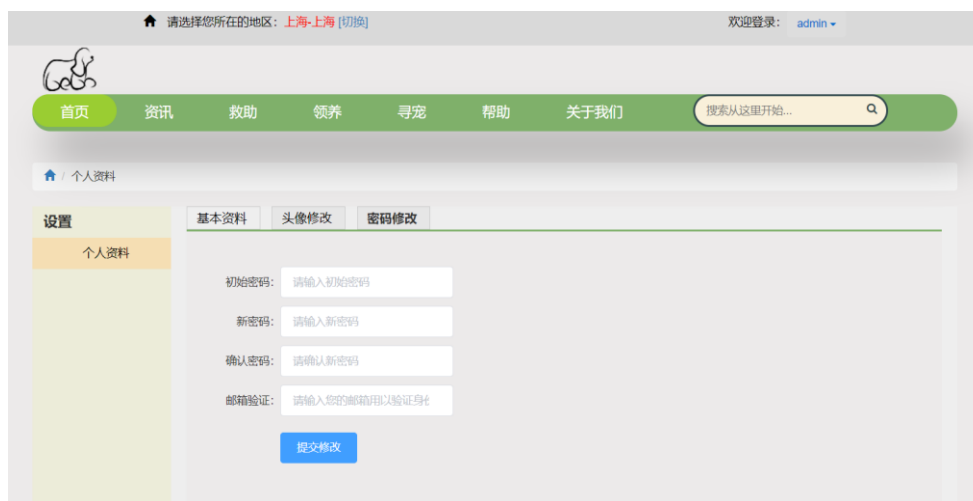 请选择您所在的地区：上海-上海 [切换] 欢迎登录： admin
首页 资讯 救助 领养 寻宠 帮助 关于我们 搜索从这里开始...
/ 个人资料
设置 基本资料 头像修改 密码修改
个人资料
初始密码： 请输入初始密码
新密码： 请输入新密码
确认密码： 请确认新密码
邮箱验证： 请输入您的邮箱用以验证身
提交修改